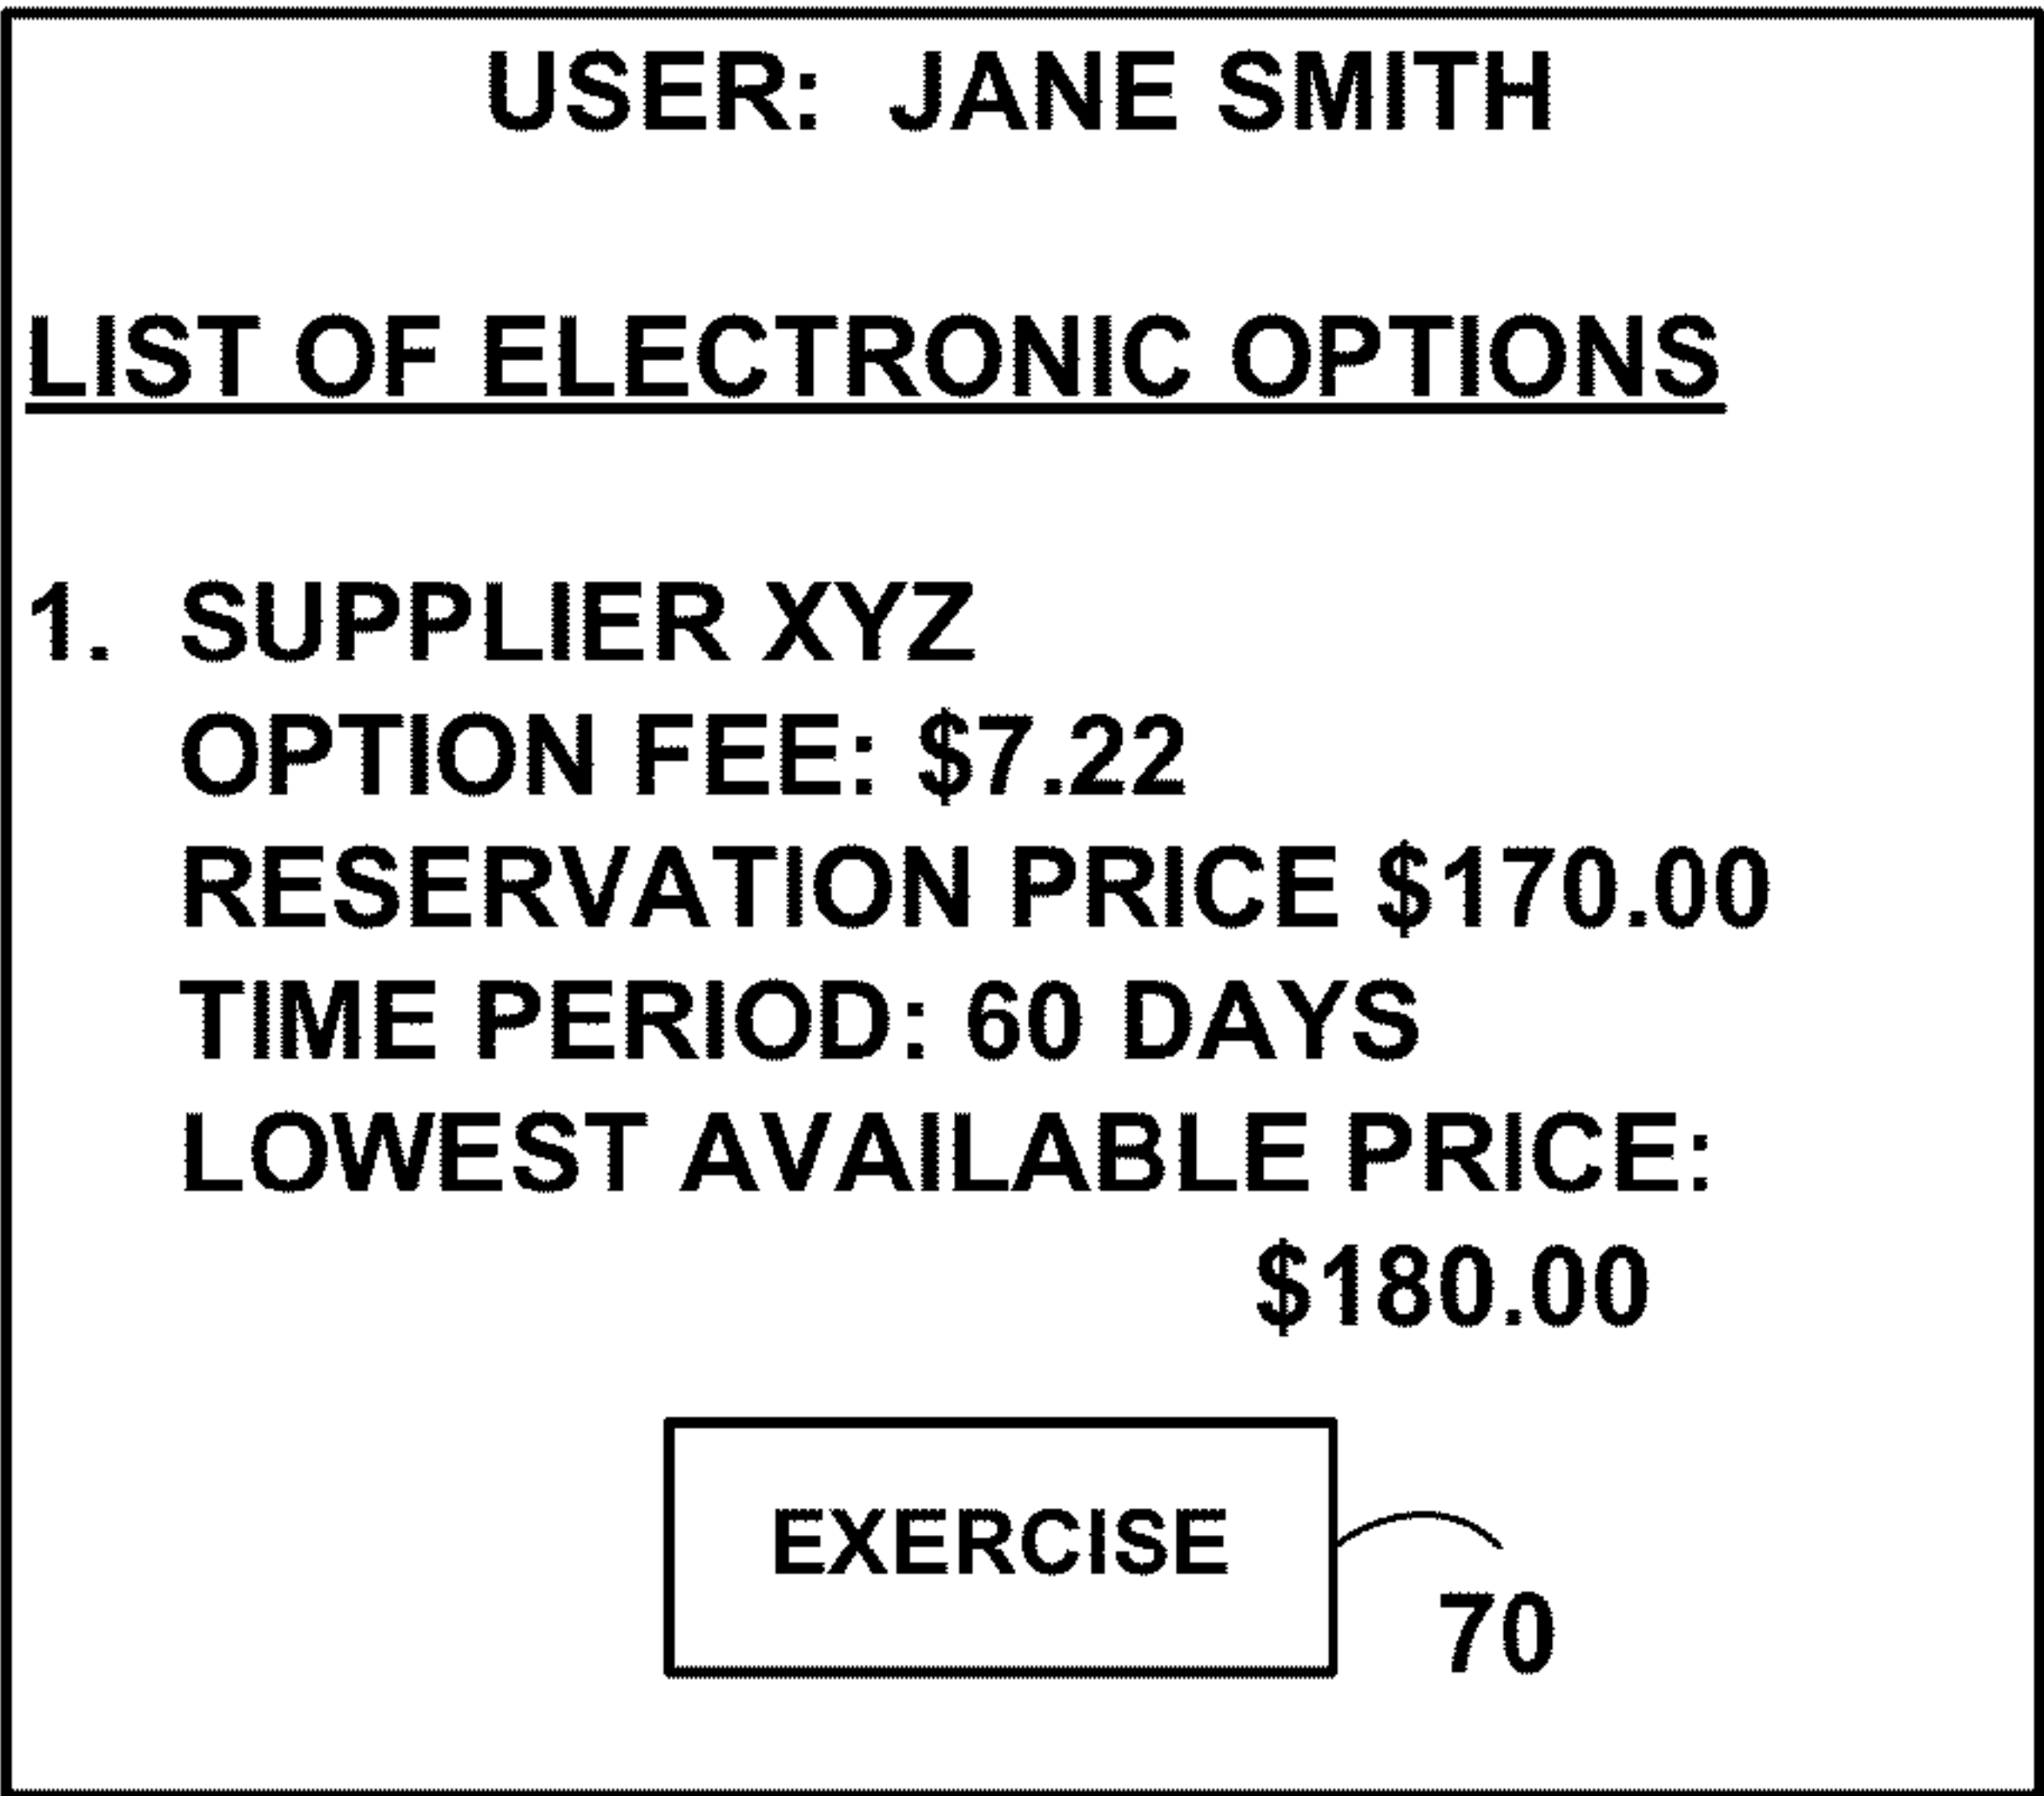 USER: JANE SMITH
LIST OF ELECTRONIC OPTIONS
1. SUPPLIER XYZ
OPTION FEE: $7.22
RESERVATION PRICE $170.00
TIME PERIOD: 60 DAYS
LOWEST AVAILABLE PRICE:
$180.00
EXERCISE
70